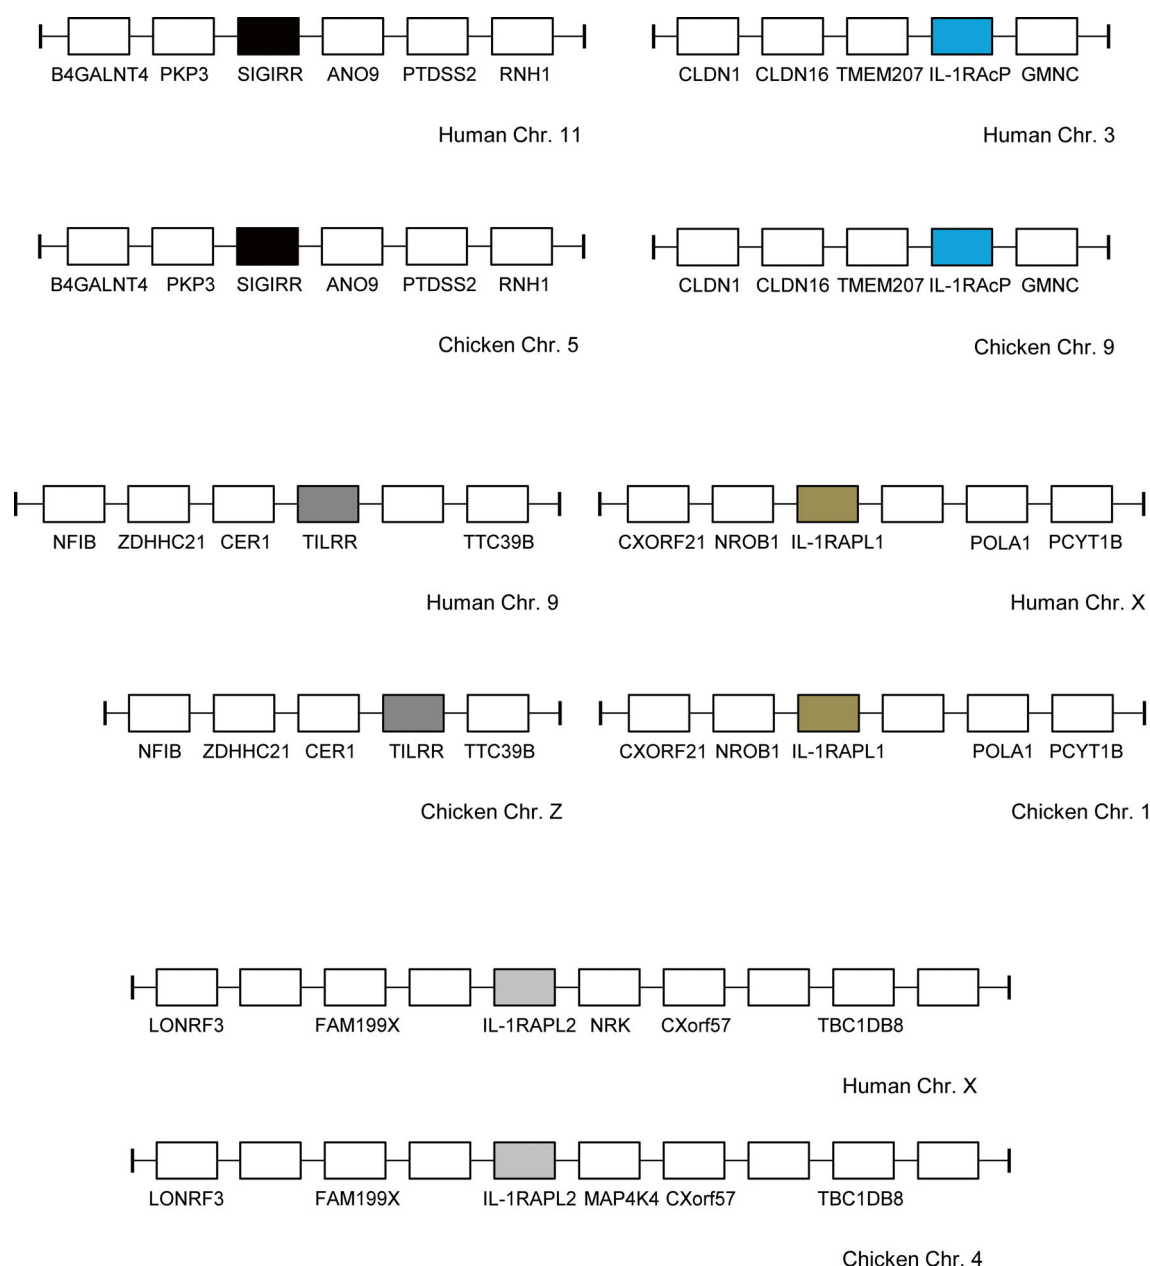 B4GALNT4 PKP3 SIGIRR ANO9 PTDSS2 RNH1
Human Chr. 11
CLDN1 CLDN16 TMEM207 IL-1RAcP GMNC
Human Chr. 3
B4GALNT4 PKP3 SIGIRR ANO9 PTDSS2 RNH1
Chicken Chr. 5
CLDN1 CLDN16 TMEM207 IL-1RAcP GMNC
Chicken Chr. 9
NFIB ZDHHC21 CER1 TILRR TTC39B
Human Chr. 9
CXORF21 NROB1 IL-1RAPL1 POLA1 PCYT1B
Human Chr. X
NFIB ZDHHC21 CER1 TILRR TTC39B
Chicken Chr. Z
CXORF21 NROB1 IL-1RAPL1 POLA1 PCYT1B
Chicken Chr. 1
LONRF3 FAM199X IL-1RAPL2 NRK CXorf57 TBC1DB8
Human Chr. X
LONRF3 FAM199X IL-1RAPL2 MAP4K4 CXorf57 TBC1DB8
Chicken Chr. 4